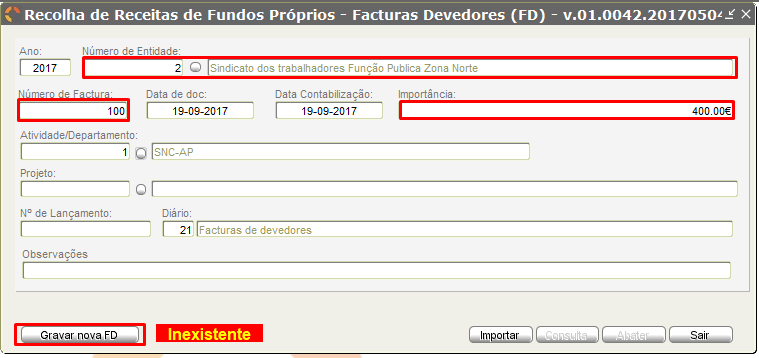 Recolha de Receitas de Fundos Próprios - Facturas Devedores (FD) - v.01.0042.20170504
Ano: Número de Entidade:
2017 2 Sindicato dos trabalhadores Função Publica Zona Norte
Número de Factura: Data de doc: Data Contabilização: Importância:
100 19-09-2017 19-09-2017 400.00€
Atividade/Departamento:
1 SNC-AP
Projeto:
Nº de Lançamento: Diário:
21 Facturas de devedores
Observações
Gravar nova FD Inexistente Importar Consulta Abater Sair